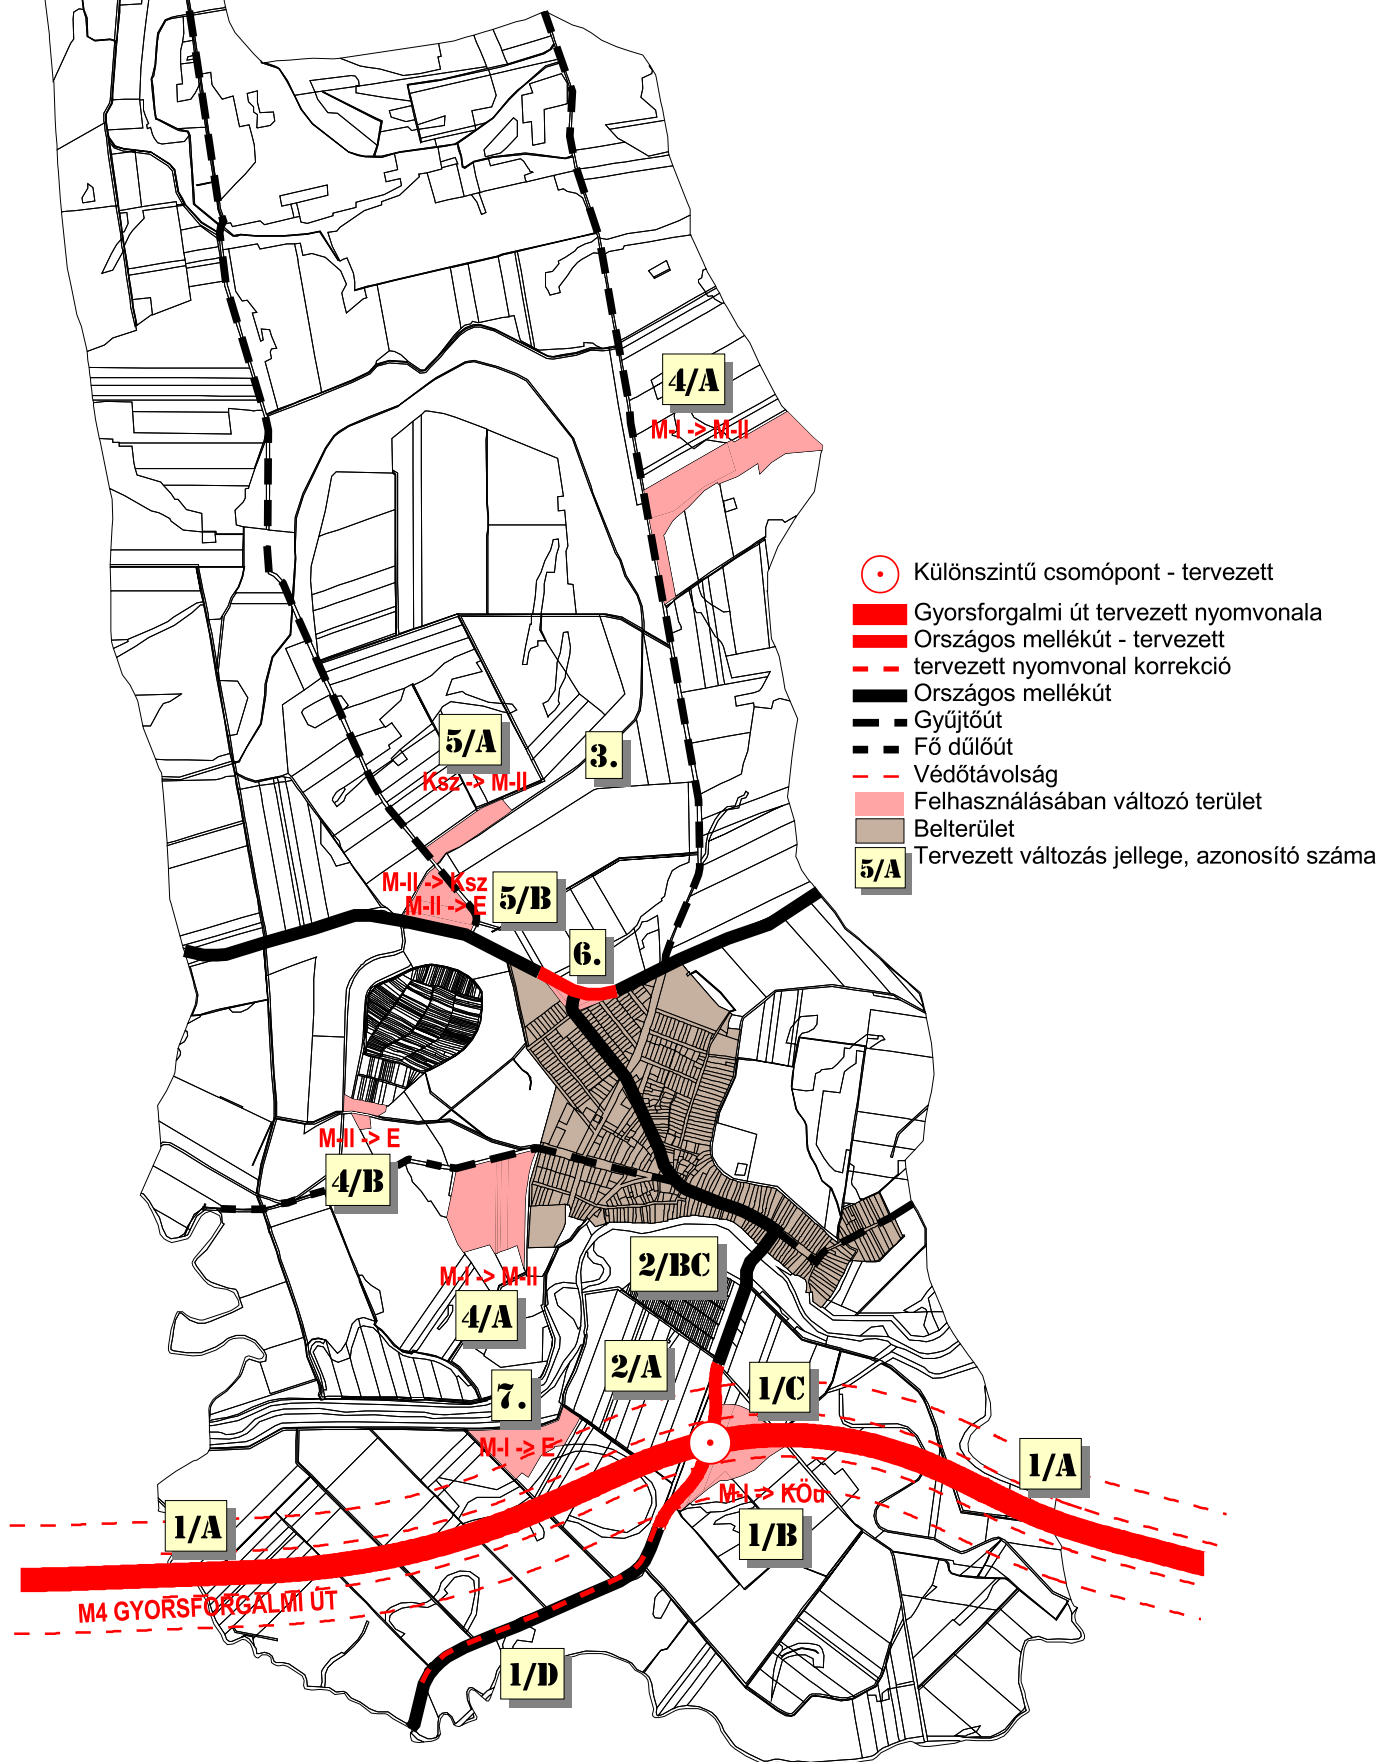 4/A
M-I -> M-II
Különszintű csomópont - tervezett
Gyorsforgalmi út tervezett nyomvonala
Országos mellékút - tervezett
tervezett nyomvonal korrekció
Országos mellékút
Gyűjtőút
Fő dűlőút
Védőtávolság
Felhasználásában változó terület
Belterület
5/A
Tervezett változás jellege, azonosító száma
5/A
3.
Ksz -> M-II
M-II -> Ksz
M-II -> E
5/B
6.
M-II -> E
4/B
2/BC
M-I -> M-II
4/A
2/A
7.
1/C
M-I -> E
1/A
M-I -> KÖu
1/A
1/B
M4 GYORSFORGALMI ÚT
1/D